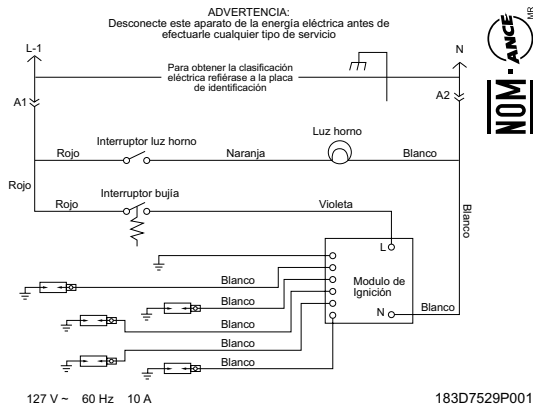 ADVERTENCIA:
Desconecte este aparato de la energía eléctrica antes de
efectuarle cualquier tipo de servicio
L-1
N
Para obtener la clasificación
eléctrica refiérase a la placa
de identificación
A1
A2
NOM-ANCE
MR
Interruptor luz horno
Luz horno
Rojo
Naranja
Blanco
Rojo
Interruptor bujía
Rojo
Violeta
Blanco
L
Modulo de
Ignición
N
Blanco
Blanco
Blanco
Blanco
Blanco
Blanco
127 V ~ 60 Hz 10 A
183D7529P001